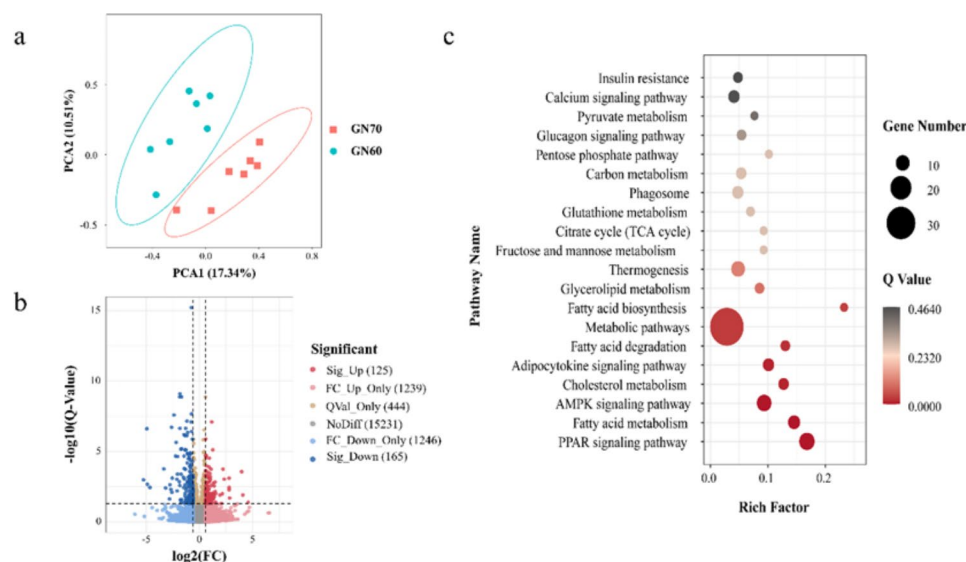 a
PCA2 (10.51%)
0.5
0.0
-0.5
-0.4
0.0
0.4
0.8
PCA1 (17.34%)
GN70
GN60
b
-log10(Q-Value)
15
10
5
0
-5
0
5
log2(FC)
Significant
Sig_Up (125)
FC_Up_Only (1239)
QVal_Only (444)
NoDiff (15231)
FC_Down_Only (1246)
Sig_Down (165)
c
Pathway Name
Insulin resistance
Calcium signaling pathway
Pyruvate metabolism
Glucagon signaling pathway
Pentose phosphate pathway
Carbon metabolism
Phagosome
Glutathione metabolism
Citrate cycle (TCA cycle)
Fructose and mannose metabolism
Thermogenesis
Glycerolipid metabolism
Fatty acid biosynthesis
Metabolic pathways
Fatty acid degradation
Adipocytokine signaling pathway
Cholesterol metabolism
AMPK signaling pathway
Fatty acid metabolism
PPAR signaling pathway
0.0
0.1
0.2
Rich Factor
Gene Number
10
20
30
Q Value
0.4640
0.2320
0.0000